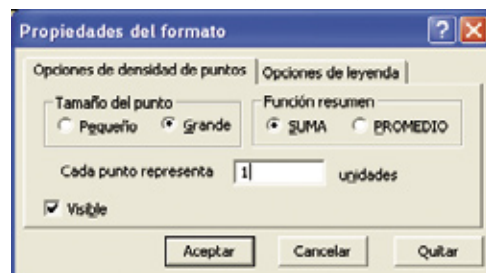 Propiedades del formato
Opciones de densidad de puntos Opciones de leyenda
Tamaño del punto Función resumen
Pequeño Grande SUMA PROMEDIO
Cada punto representa 1 unidades
Visible
Aceptar Cancelar Quitar